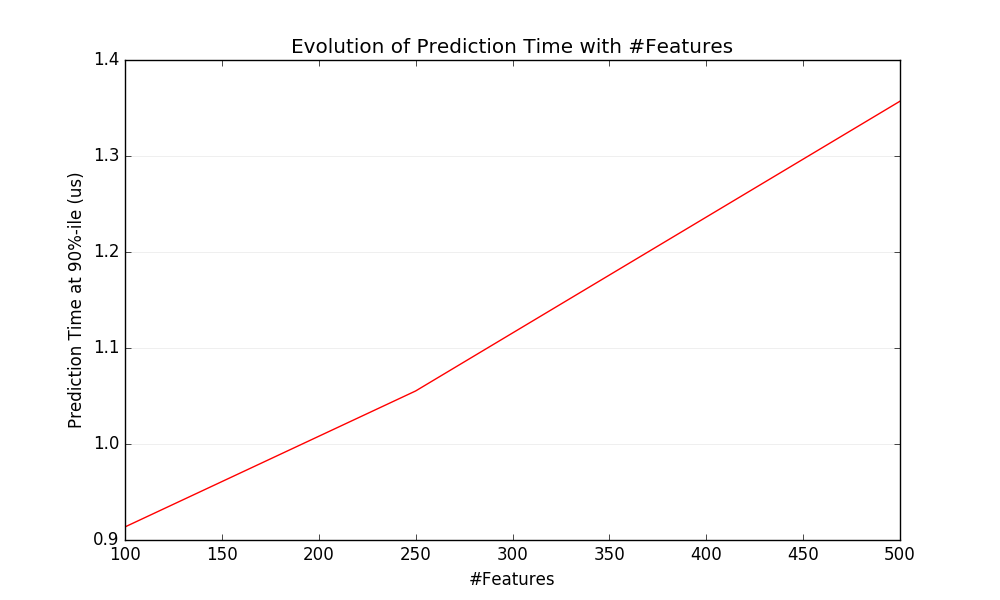 Evolution of Prediction Time with #Features
Prediction Time at 90%-ile (us)
1.4
1.3
1.2
1.1
1.0
0.9
100 150 200 250 300 350 400 450 500
#Features